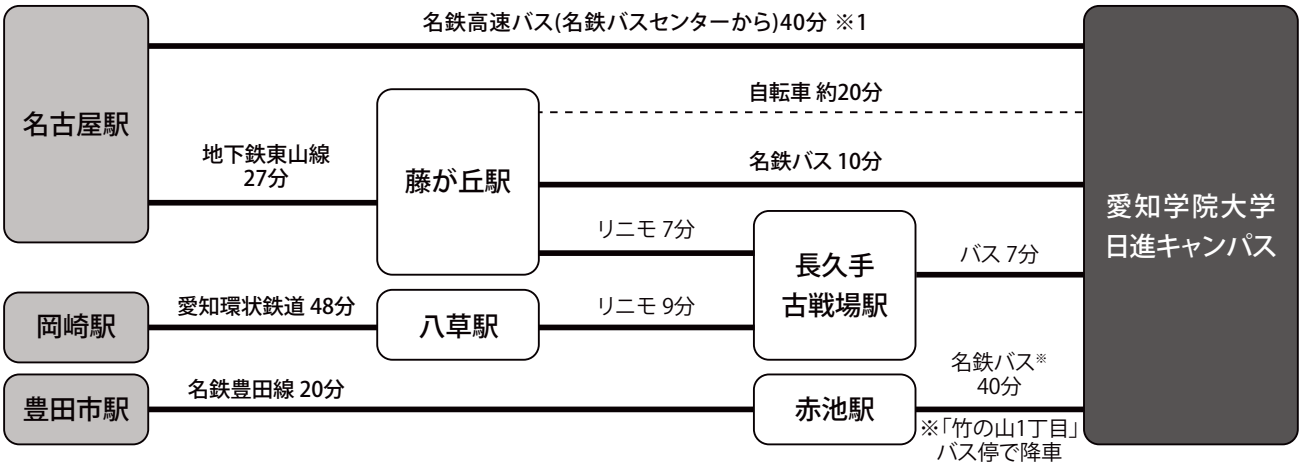 名鉄高速バス(名鉄バスセンターから)40分 ※1
名古屋駅
自転車 約20分
地下鉄東山線
27分
藤が丘駅
名鉄バス 10分
愛知学院大学
日進キャンパス
リニモ 7分
長久手
古戦場駅
バス 7分
岡崎駅
愛知環状鉄道 48分
八草駅
リニモ 9分
豊田市駅
名鉄豊田線 20分
赤池駅
名鉄バス※
40分
※「竹の山1丁目」
バス停で降車